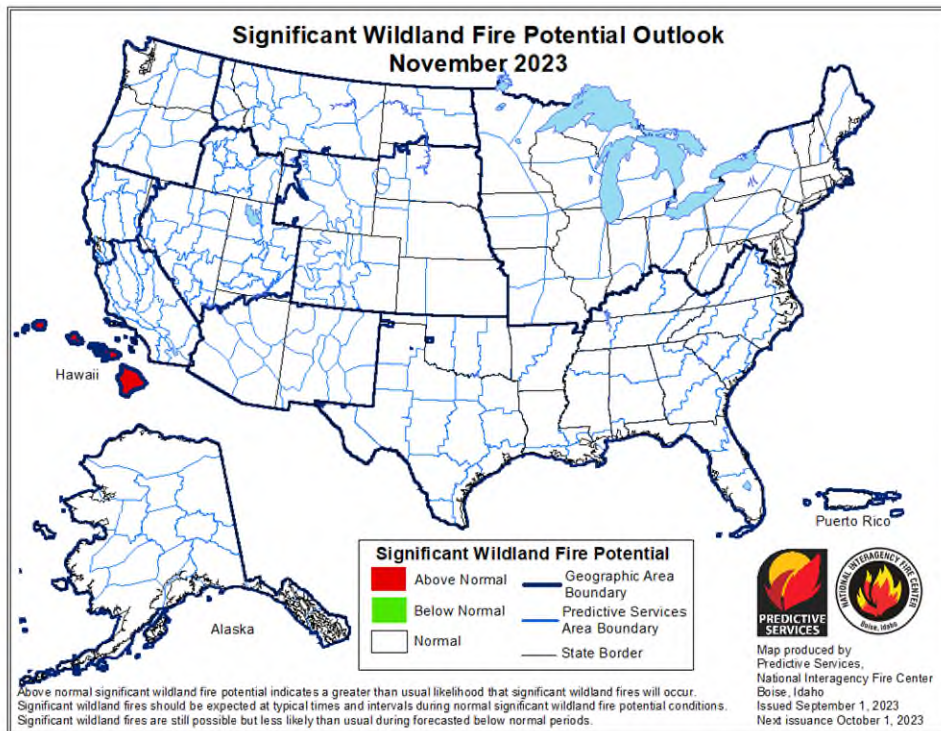 Significant Wildland Fire Potential Outlook
November 2023
Hawaii
Alaska
Puerto Rico
Significant Wildland Fire Potential
Above Normal
Below Normal
Normal
Geographic Area
Boundary
Predictive Services
Area Boundary
State Border
PREDICTIVE
SERVICES
NATIONAL INTERAGENCY FIRE CENTER
Boise, Idaho
Map produced by
Predictive Services,
National Interagency Fire Center
Boise, Idaho
Issued September 1, 2023
Next issuance October 1, 2023
Above normal significant wildland fire potential indicates a greater than usual likelihood that significant wildland fires will occur.
Significant wildland fires should be expected at typical times and intervals during normal significant wildland fire potential conditions.
Significant wildland fires are still possible but less likely than usual during forecasted below normal periods.